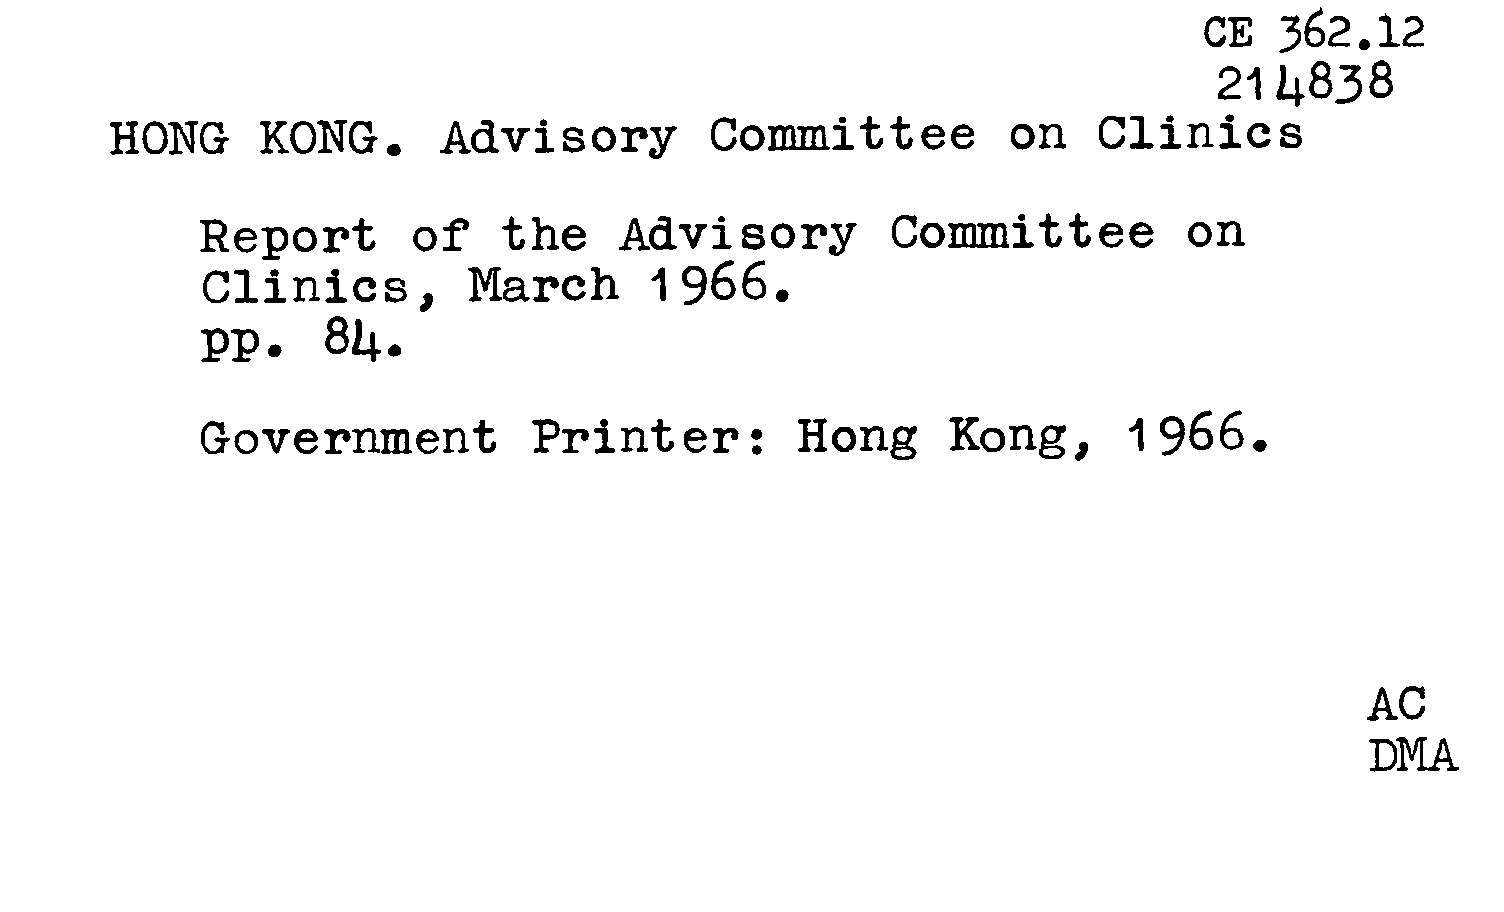 CE 362.12
214838
HONG KONG. Advisory Committee on Clinics
Report of the Advisory Committee on
Clinics, March 1966.
pp. 84.
Government Printer: Hong Kong, 1966.
AC
DMA